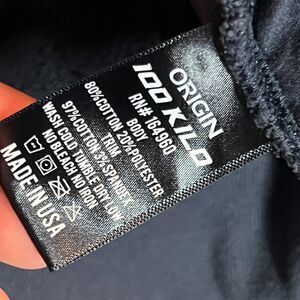 ORIGIN
100 KILO
RN# 164960
BODY
80%COTTON 20%POLYESTER
TRIM
97%COTTON 3%SPANDEX
WASH COLD TUMBLE DRY LOW
NO BLEACH NO IRON
MADE IN USA